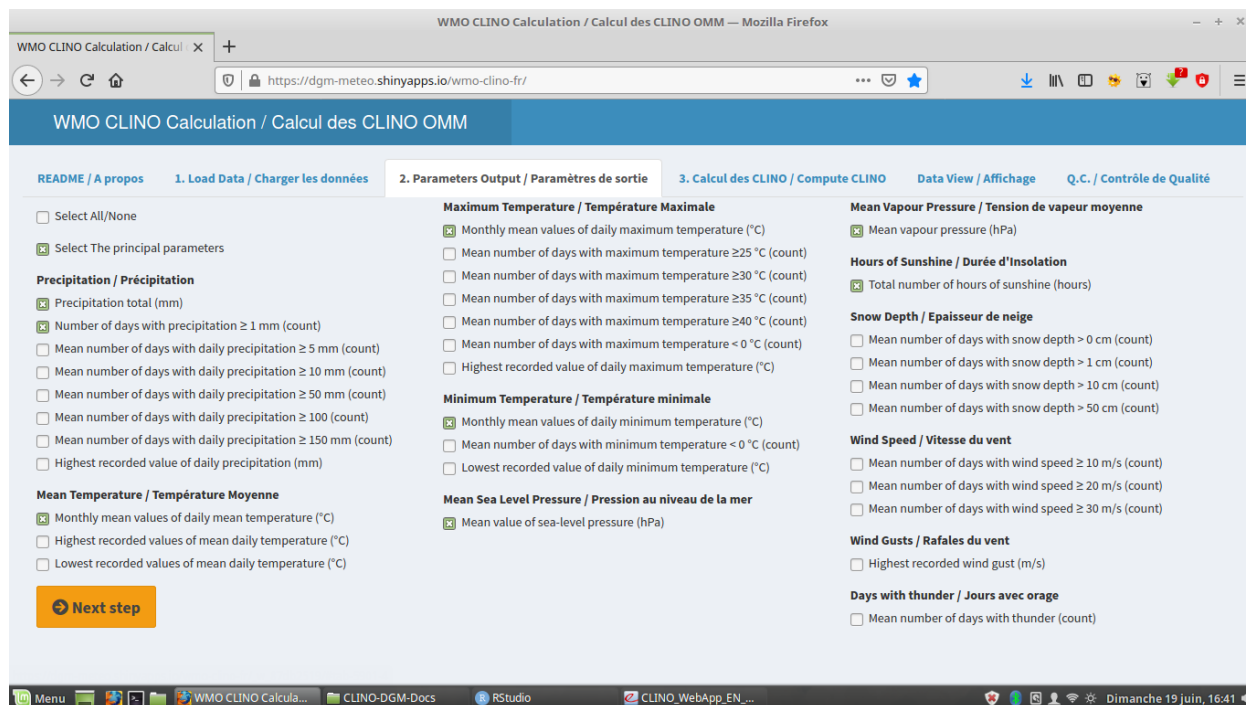 WMO CLINO Calculation / Calcul des CLINO OMM — Mozilla Firefox
WMO CLINO Calculation / Calcul
https://dgm-meteo.shinyapps.io/wmo-clino-fr/
WMO CLINO Calculation / Calcul des CLINO OMM
README / A propos
1. Load Data / Charger les données
2. Parameters Output / Paramètres de sortie
3. Calcul des CLINO / Compute CLINO
Data View / Affichage
Q.C. / Contrôle de Qualité
Select All/None
Select The principal parameters
Precipitation / Précipitation
Precipitation total (mm)
Number of days with precipitation ≥ 1 mm (count)
Mean number of days with daily precipitation ≥ 5 mm (count)
Mean number of days with daily precipitation ≥ 10 mm (count)
Mean number of days with daily precipitation ≥ 50 mm (count)
Mean number of days with daily precipitation ≥ 100 (count)
Mean number of days with daily precipitation ≥ 150 mm (count)
Highest recorded value of daily precipitation (mm)
Mean Temperature / Température Moyenne
Monthly mean values of daily mean temperature (°C)
Highest recorded values of mean daily temperature (°C)
Lowest recorded values of mean daily temperature (°C)
Next step
Maximum Temperature / Température Maximale
Monthly mean values of daily maximum temperature (°C)
Mean number of days with maximum temperature ≥25 °C (count)
Mean number of days with maximum temperature ≥30 °C (count)
Mean number of days with maximum temperature ≥35 °C (count)
Mean number of days with maximum temperature ≥40 °C (count)
Mean number of days with maximum temperature < 0 °C (count)
Highest recorded value of daily maximum temperature (°C)
Minimum Temperature / Température minimale
Monthly mean values of daily minimum temperature (°C)
Mean number of days with minimum temperature < 0 °C (count)
Lowest recorded value of daily minimum temperature (°C)
Mean Sea Level Pressure / Pression au niveau de la mer
Mean value of sea-level pressure (hPa)
Mean Vapour Pressure / Tension de vapeur moyenne
Mean vapour pressure (hPa)
Hours of Sunshine / Durée d'Insolation
Total number of hours of sunshine (hours)
Snow Depth / Epaisseur de neige
Mean number of days with snow depth > 0 cm (count)
Mean number of days with snow depth > 1 cm (count)
Mean number of days with snow depth > 10 cm (count)
Mean number of days with snow depth > 50 cm (count)
Wind Speed / Vitesse du vent
Mean number of days with wind speed ≥ 10 m/s (count)
Mean number of days with wind speed ≥ 20 m/s (count)
Mean number of days with wind speed ≥ 30 m/s (count)
Wind Gusts / Rafales du vent
Highest recorded wind gust (m/s)
Days with thunder / Jours avec orage
Mean number of days with thunder (count)
Menu
WMO CLINO Calcula...
CLINO-DGM-Docs
RStudio
CLINO_WebApp_EN_...
Dimanche 19 juin, 16:41